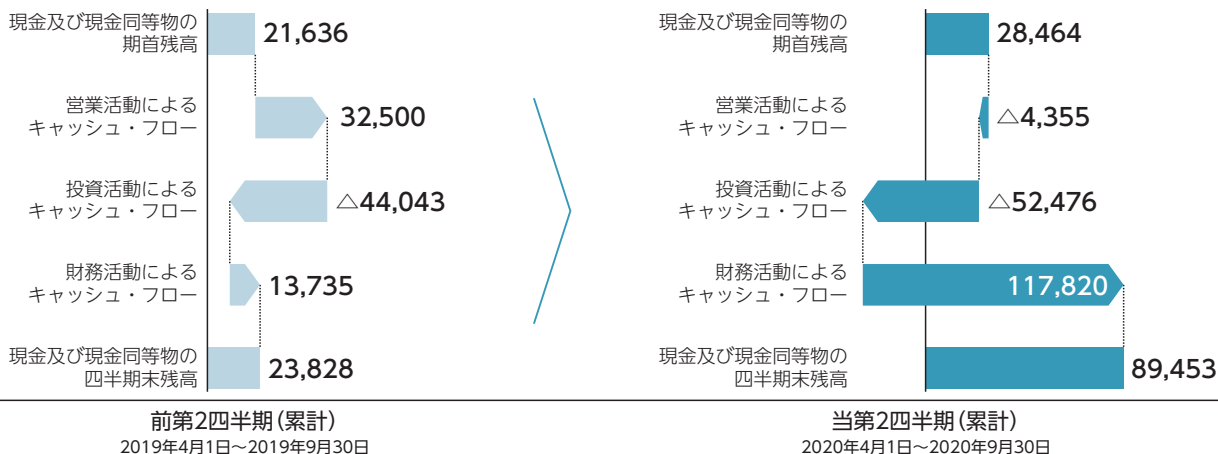 現金及び現金同等物の
期首残高
21,636
営業活動による
キャッシュ・フロー
32,500
投資活動による
キャッシュ・フロー
△44,043
財務活動による
キャッシュ・フロー
13,735
現金及び現金同等物の
四半期末残高
23,828
前第2四半期(累計)
2019年4月1日～2019年9月30日
現金及び現金同等物の
期首残高
28,464
営業活動による
キャッシュ・フロー
△4,355
投資活動による
キャッシュ・フロー
△52,476
財務活動による
キャッシュ・フロー
117,820
現金及び現金同等物の
四半期末残高
89,453
当第2四半期(累計)
2020年4月1日～2020年9月30日